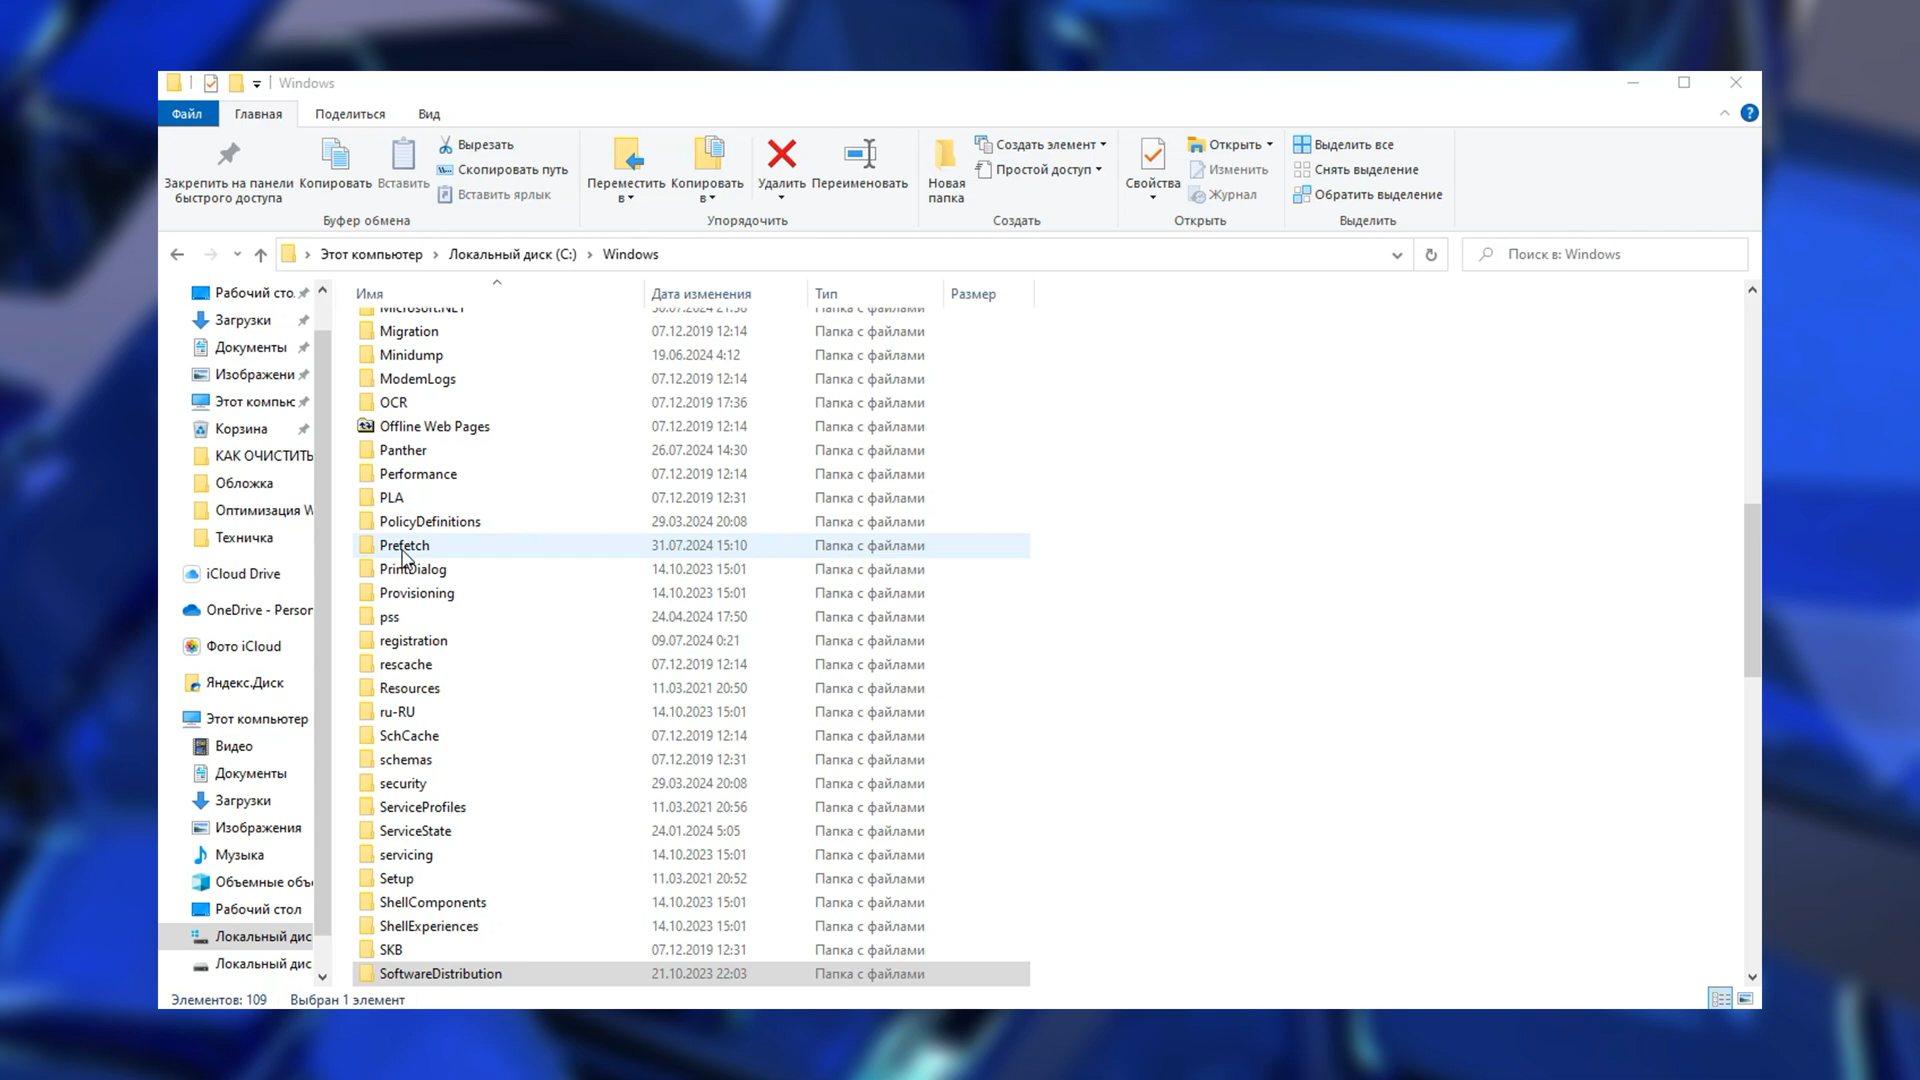 Windows
Файл Главная Поделиться Вид
Закрепить на панели быстрого доступа
Копировать
Вставить
Вырезать
Скопировать путь
Вставить ярлык
Буфер обмена
Переместить в
Копировать в
Удалить
Переименовать
Упорядочить
Новая папка
Создать элемент
Простой доступ
Создать
Свойства
Открыть
Изменить
Журнал
Открыть
Выделить все
Снять выделение
Обратить выделение
Выделить
Этот компьютер › Локальный диск (C:) › Windows
Поиск в: Windows
Рабочий сто
Загрузки
Документы
Изображени
Этот компьк
Корзина
КАК ОЧИСТИТЬ
Обложка
Оптимизация W
Техничка
iCloud Drive
OneDrive - Person
Фото iCloud
Яндекс.Диск
Этот компьютер
Видео
Документы
Загрузки
Изображения
Музыка
Объемные объ
Рабочий стол
Локальный дис
Локальный дис
Имя Дата изменения Тип Размер
Microsoft.NET 30.07.2024 21:38 Папка с файлами
Migration 07.12.2019 12:14 Папка с файлами
Minidump 19.06.2024 4:12 Папка с файлами
ModemLogs 07.12.2019 12:14 Папка с файлами
OCR 07.12.2019 17:36 Папка с файлами
Offline Web Pages 07.12.2019 12:14 Папка с файлами
Panther 26.07.2024 14:30 Папка с файлами
Performance 07.12.2019 12:14 Папка с файлами
PLA 07.12.2019 12:31 Папка с файлами
PolicyDefinitions 29.03.2024 20:08 Папка с файлами
Prefetch 31.07.2024 15:10 Папка с файлами
PrintDialog 14.10.2023 15:01 Папка с файлами
Provisioning 14.10.2023 15:01 Папка с файлами
pss 24.04.2024 17:50 Папка с файлами
registration 09.07.2024 0:21 Папка с файлами
rescache 07.12.2019 12:14 Папка с файлами
Resources 11.03.2021 20:50 Папка с файлами
ru-RU 14.10.2023 15:01 Папка с файлами
SchCache 07.12.2019 12:14 Папка с файлами
schemas 07.12.2019 12:31 Папка с файлами
security 29.03.2024 20:08 Папка с файлами
ServiceProfiles 11.03.2021 20:56 Папка с файлами
ServiceState 24.01.2024 5:05 Папка с файлами
servicing 14.10.2023 15:01 Папка с файлами
Setup 11.03.2021 20:52 Папка с файлами
ShellComponents 14.10.2023 15:01 Папка с файлами
ShellExperiences 14.10.2023 15:01 Папка с файлами
SKB 07.12.2019 12:31 Папка с файлами
SoftwareDistribution 21.10.2023 22:03 Папка с файлами
Элементов: 109 Выбран 1 элемент